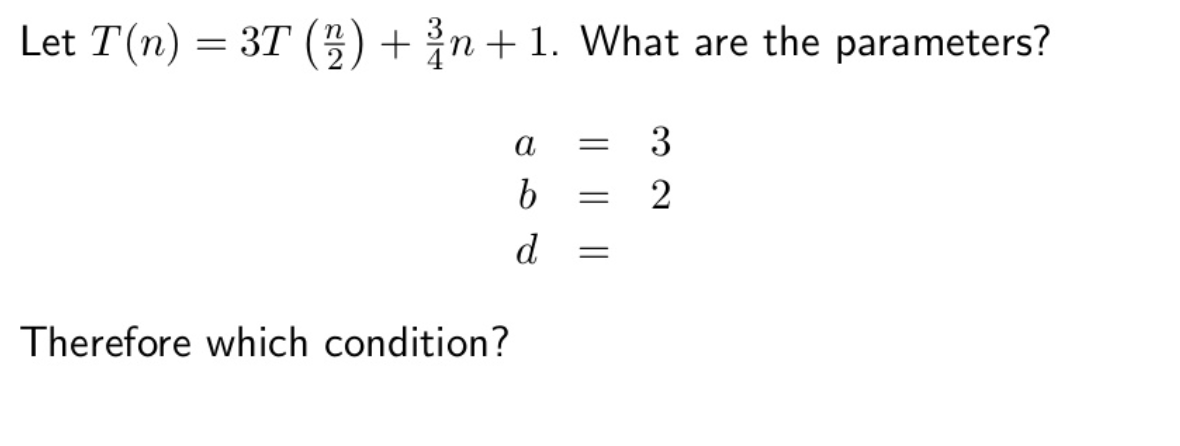 Let T(n) = 3T (n/2) + 3/4 n + 1. What are the parameters?
a = 3
b = 2
d =
Therefore which condition?